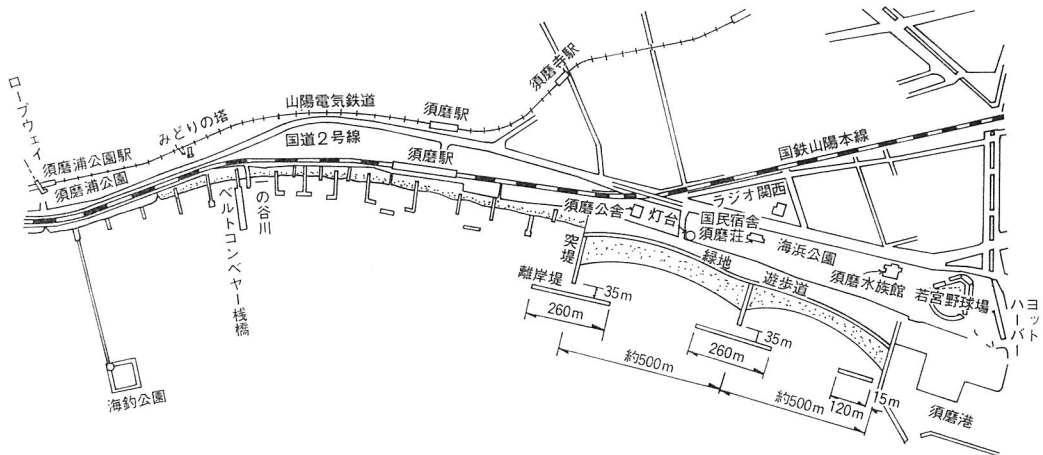 ロープウェイ
須磨浦公園駅
須磨浦公園
みどりの塔
山陽電気鉄道
国道2号線
須磨駅
須磨駅
須磨寺駅
国鉄山陽本線
ラジオ関西
一の谷川
ベルトコンベヤー桟橋
海釣公園
須磨公舎
灯台
国民宿舎
須磨荘
海浜公園
須磨水族館
若宮野球場
ヨット
ハーバー
突堤
離岸堤
緑地
遊歩道
35m
260m
35m
260m
約500m
約500m
120m
15m
須磨港